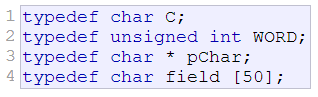 1 typedef char C;
2 typedef unsigned int WORD;
3 typedef char * pChar;
4 typedef char field [50];